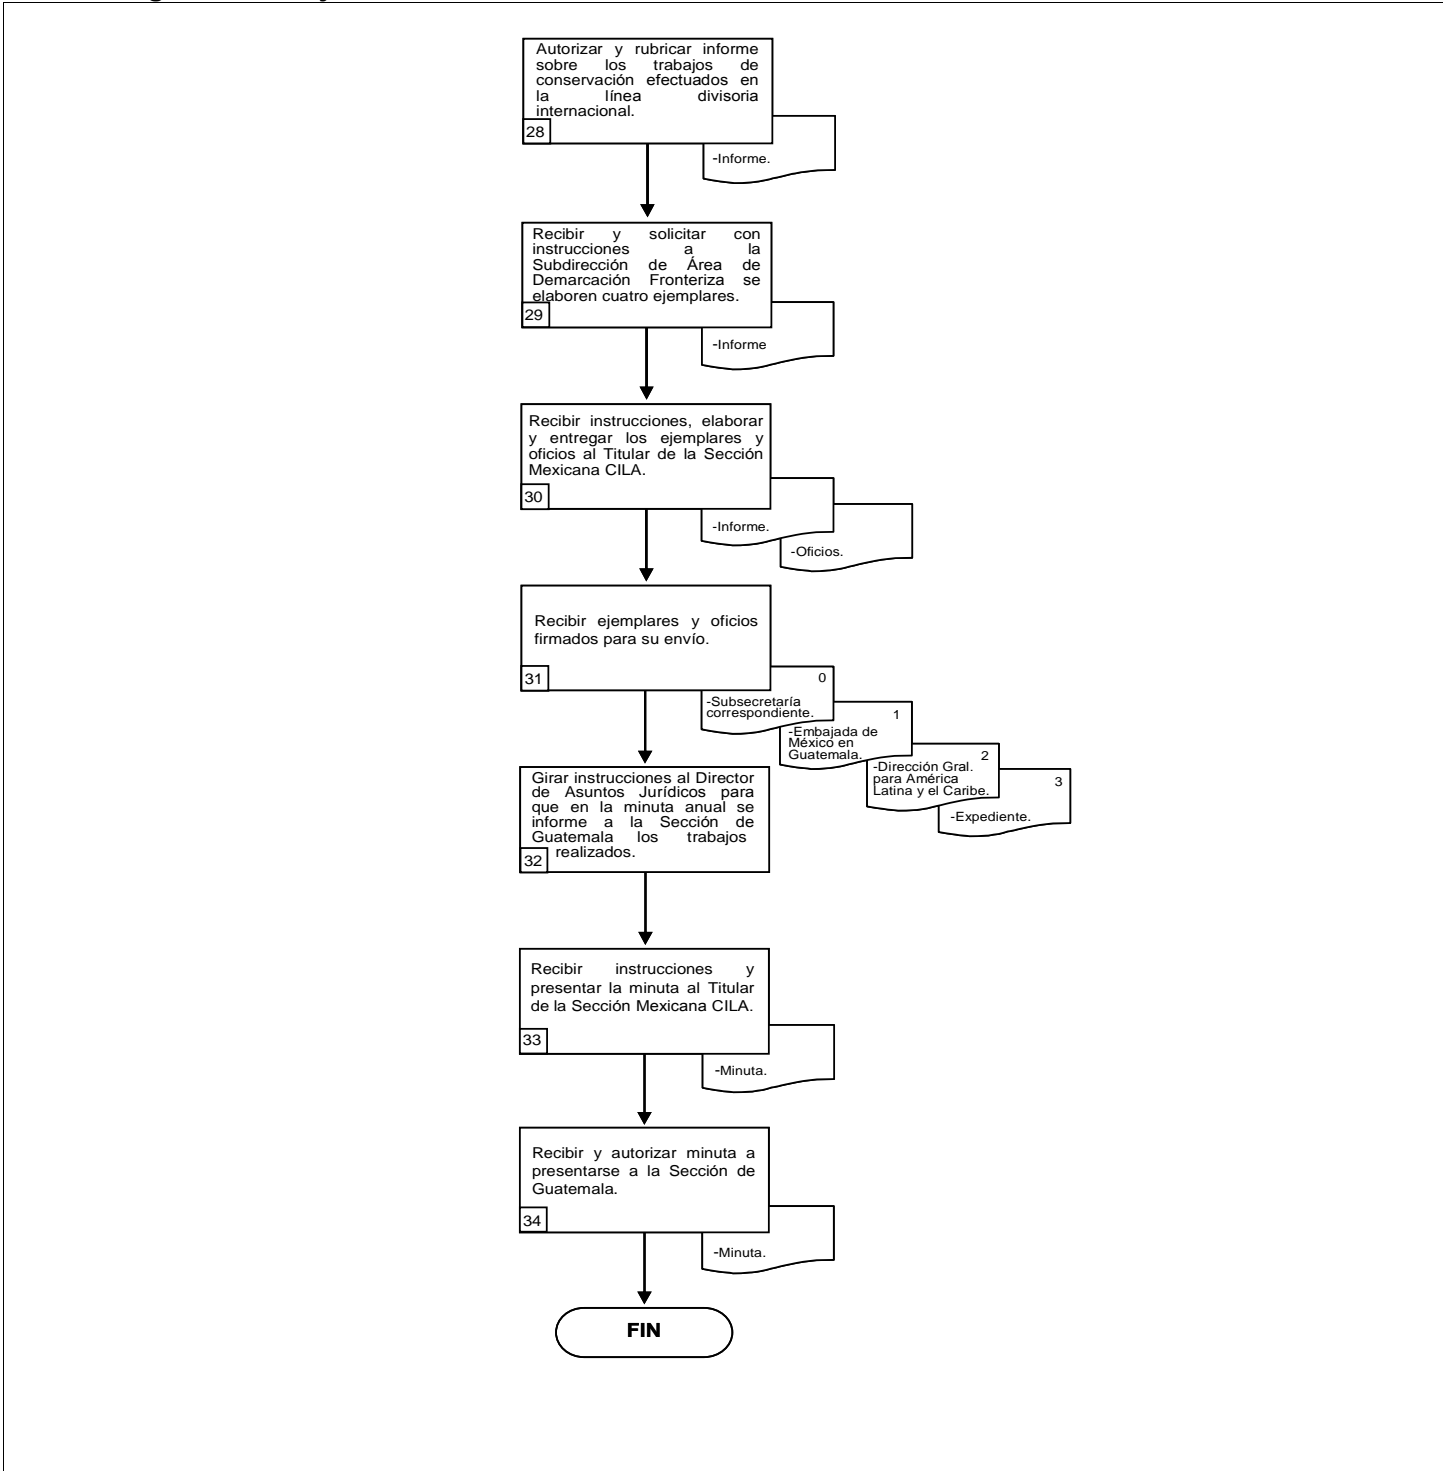 Autorizar y rubricar informe
sobre los trabajos de
conservación efectuados en
la línea divisoria
internacional.
28
-Informe.
Recibir y solicitar con
instrucciones a la
Subdirección de Área de
Demarcación Fronteriza se
elaboren cuatro ejemplares.
29
-Informe
Recibir instrucciones, elaborar
y entregar los ejemplares y
oficios al Titular de la Sección
Mexicana CILA.
30
-Informe.
-Oficios.
Recibir ejemplares y oficios
firmados para su envío.
31
0
-Subsecretaría
correspondiente.
1
-Embajada de
México en
Guatemala.
2
-Dirección Gral.
para América
Latina y el Caribe.
3
-Expediente.
Girar instrucciones al Director
de Asuntos Jurídicos para
que en la minuta anual se
informe a la Sección de
Guatemala los trabajos
realizados.
32
Recibir instrucciones y
presentar la minuta al Titular
de la Sección Mexicana CILA.
33
-Minuta.
Recibir y autorizar minuta a
presentarse a la Sección de
Guatemala.
34
-Minuta.
FIN